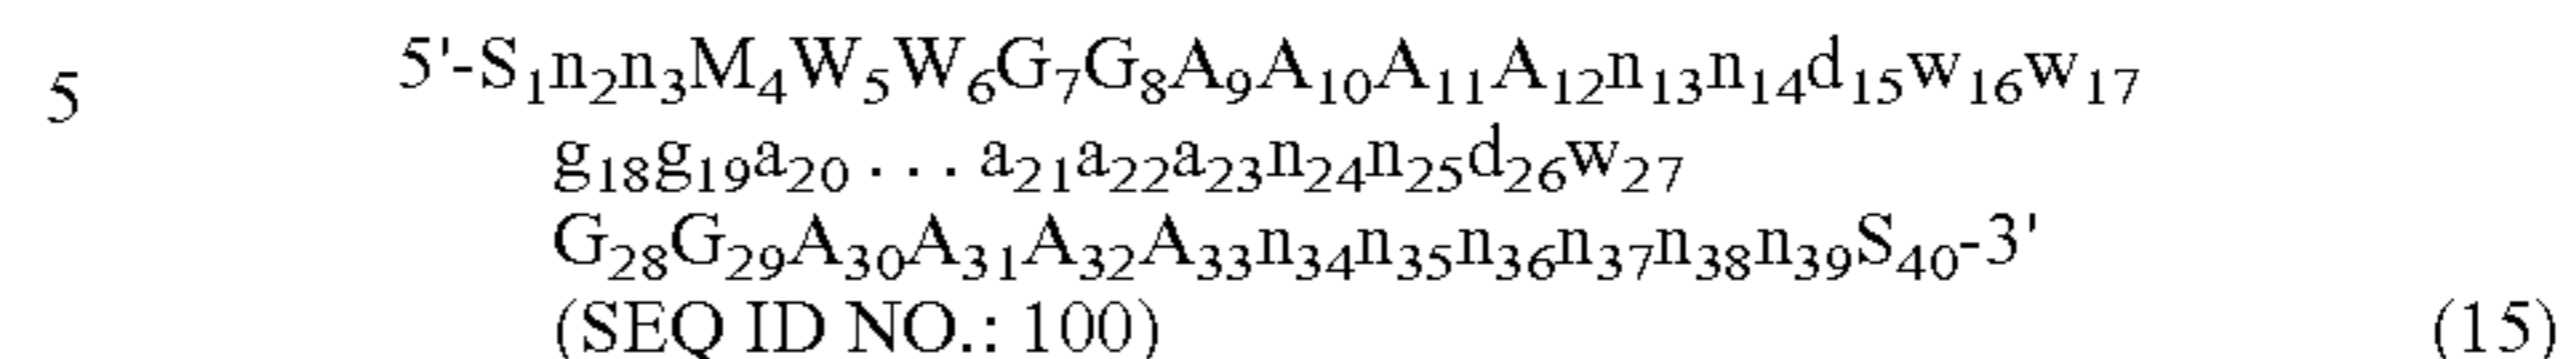 5 5'-S₁n₂n₃M₄W₅W₆G₇G₈A₉A₁₀A₁₁A₁₂n₁₃n₁₄d₁₅w₁₆w₁₇
g₁₈g₁₉a₂₀ . . . a₂₁a₂₂a₂₃n₂₄n₂₅d₂₆w₂₇
G₂₈G₂₉A₃₀A₃₁A₃₂A₃₃n₃₄n₃₅n₃₆n₃₇n₃₈n₃₉S₄₀-3'
(SEQ ID NO.: 100) (15)